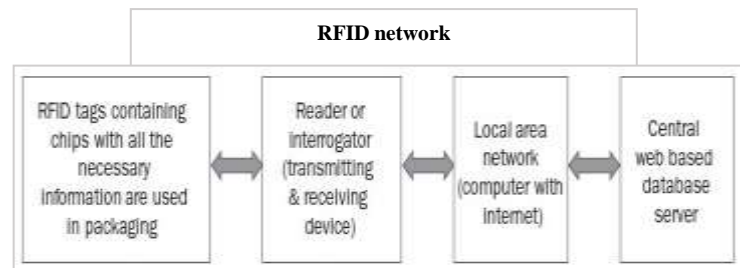 RFID network
RFID tags containing
chips with all the
necessary
information are used
in packaging
Reader or
interrogator
(transmitting
& receiving
device)
Local area
network
(computer with
internet)
Central
web based
database
server